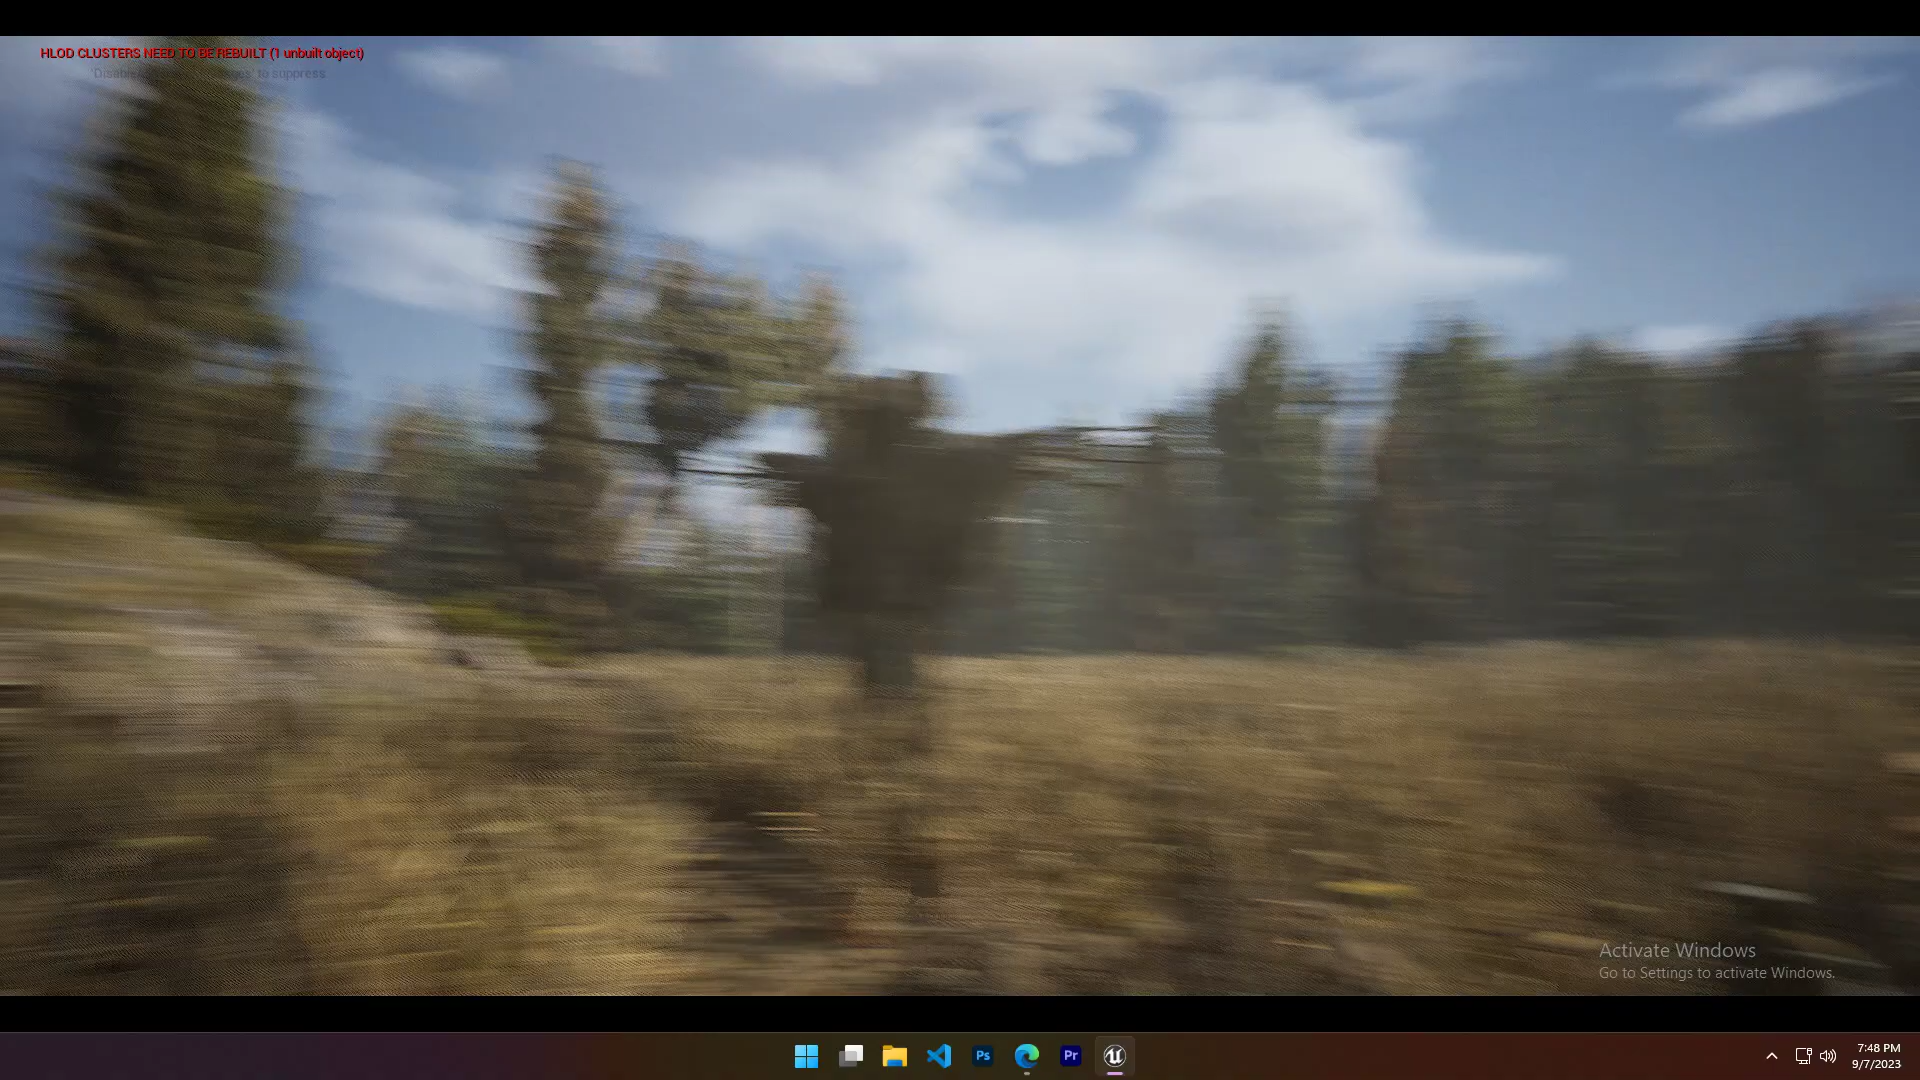 HLOD CLUSTERS NEED TO BE REBUILT (1 unbuilt object)
to suppress
Activate Windows
Go to Settings to activate Windows.
Ps
Pr
7:48 PM
9/7/2023